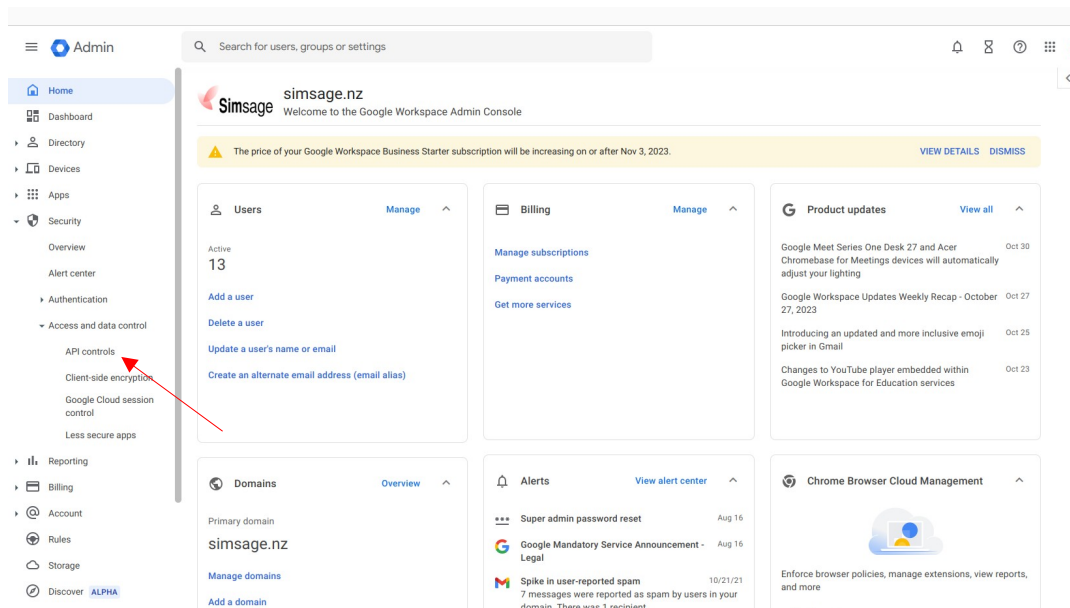 Admin
Search for users, groups or settings
Home
Dashboard
Directory
Devices
Apps
Security
Overview
Alert center
Authentication
Access and data control
API controls
Client-side encryption
Google Cloud session
control
Less secure apps
Reporting
Billing
Account
Rules
Storage
Discover ALPHA
Simsage
simsage.nz
Welcome to the Google Workspace Admin Console
The price of your Google Workspace Business Starter subscription will be increasing on or after Nov 3, 2023.
VIEW DETAILS DISMISS
Users Manage
Active
13
Add a user
Delete a user
Update a user's name or email
Create an alternate email address (email alias)
Billing Manage
Manage subscriptions
Payment accounts
Get more services
Product updates View all
Google Meet Series One Desk 27 and Acer Oct 30
Chromebase for Meetings devices will automatically
adjust your lighting
Google Workspace Updates Weekly Recap - October Oct 27
27, 2023
Introducing an updated and more inclusive emoji Oct 25
picker in Gmail
Changes to YouTube player embedded within Oct 23
Google Workspace for Education services
Domains Overview
Primary domain
simsage.nz
Manage domains
Add a domain
Alerts View alert center
Super admin password reset Aug 16
Google Mandatory Service Announcement - Aug 16
Legal
Spike in user-reported spam 10/21/21
7 messages were reported as spam by users in your
domain. There was 1 recipient
Chrome Browser Cloud Management
Enforce browser policies, manage extensions, view reports,
and more